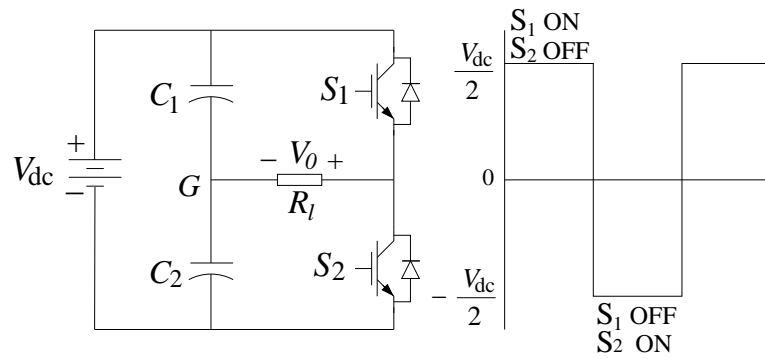 S1 ON
S2 OFF
Vdc/2
C1
S1
Vdc
+
−
− V0 +
G
Rl
0
C2
S2
− Vdc/2
S1 OFF
S2 ON